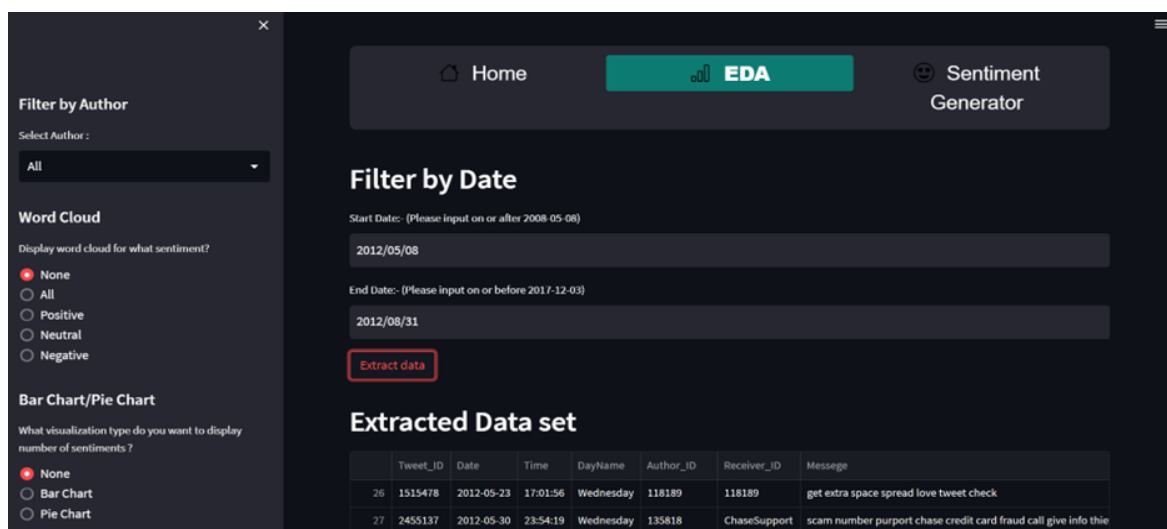 ×
Filter by Author
Select Author :
All
Word Cloud
Display word cloud for what sentiment?
None
All
Positive
Neutral
Negative
Bar Chart/Pie Chart
What visualization type do you want to display
number of sentiments ?
None
Bar Chart
Pie Chart
Home
EDA
Sentiment
Generator
Filter by Date
Start Date:- (Please input on or after 2008-05-08)
2012/05/08
End Date:- (Please input on or before 2017-12-03)
2012/08/31
Extract data
Extracted Data set
Tweet_ID Date Time DayName Author_ID Receiver_ID Messege
26 1515478 2012-05-23 17:01:56 Wednesday 118189 118189 get extra space spread love tweet check
27 2455137 2012-05-30 23:54:19 Wednesday 135818 ChaseSupport scam number purport chase credit card fraud call give info thie